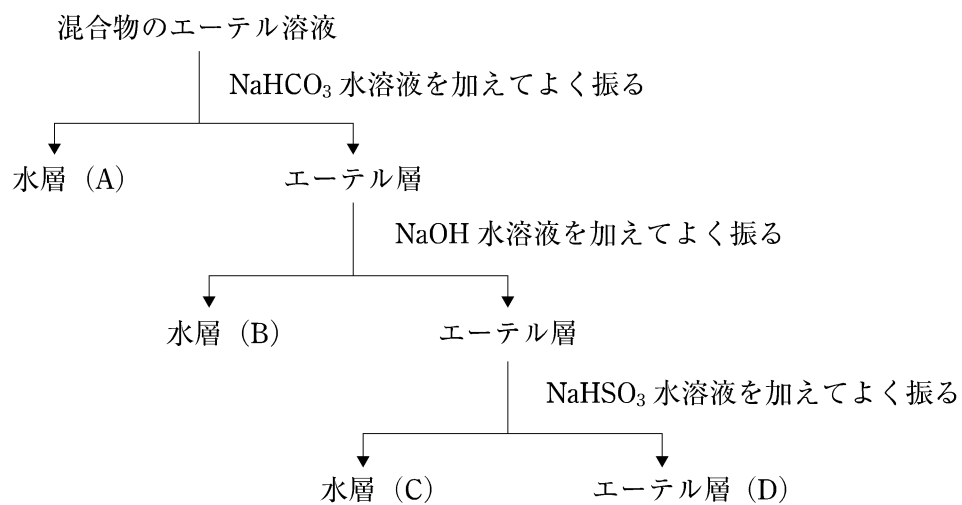 混合物のエーテル溶液
NaHCO₃ 水溶液を加えてよく振る
水層（A）
エーテル層
NaOH 水溶液を加えてよく振る
水層（B）
エーテル層
NaHSO₃ 水溶液を加えてよく振る
水層（C）
エーテル層（D）